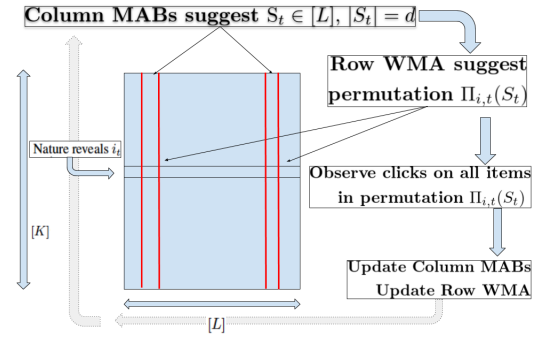 Column MABs suggest S_t ∈ [L], |S_t| = d
Row WMA suggest
permutation Π_{i,t}(S_t)
Nature reveals i_t
Observe clicks on all items
in permutation Π_{i,t}(S_t)
[K]
Update Column MABs
Update Row WMA
[L]